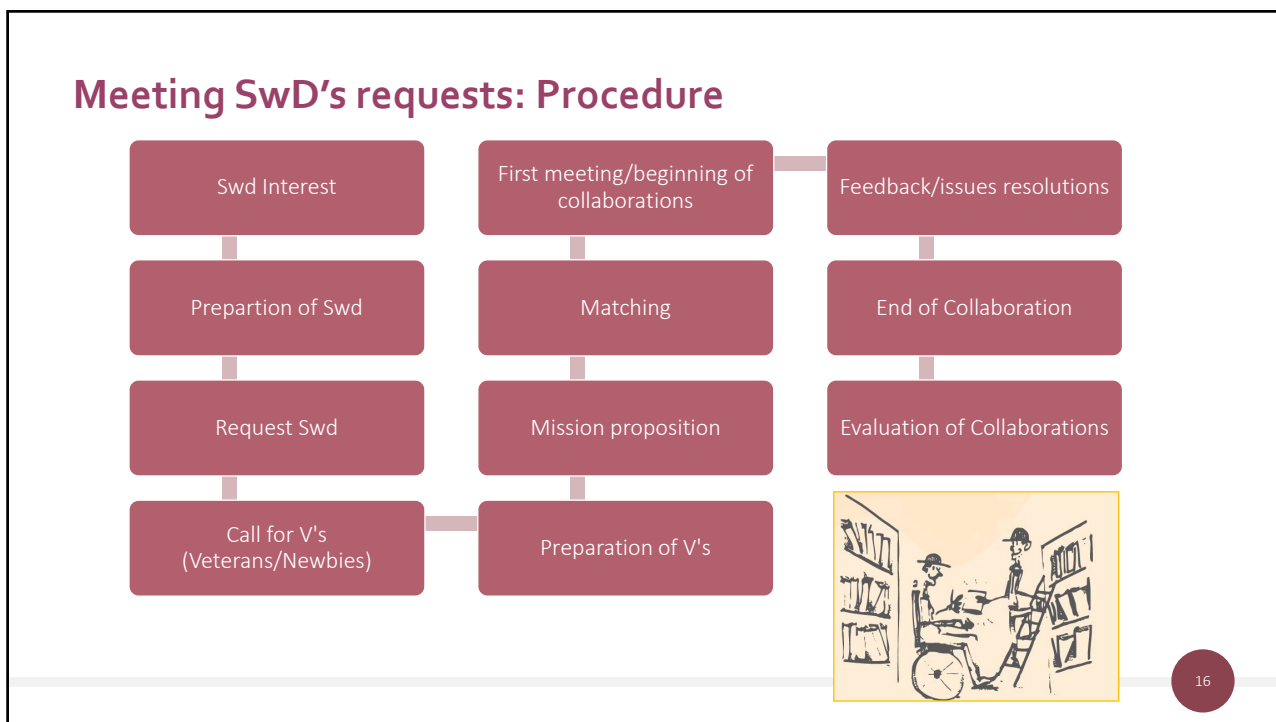 Meeting SwD’s requests: Procedure
Swd Interest
Prepartion of Swd
Request Swd
Call for V's
(Veterans/Newbies)
Preparation of V's
Mission proposition
Matching
First meeting/beginning of
collaborations
Feedback/issues resolutions
End of Collaboration
Evaluation of Collaborations
16